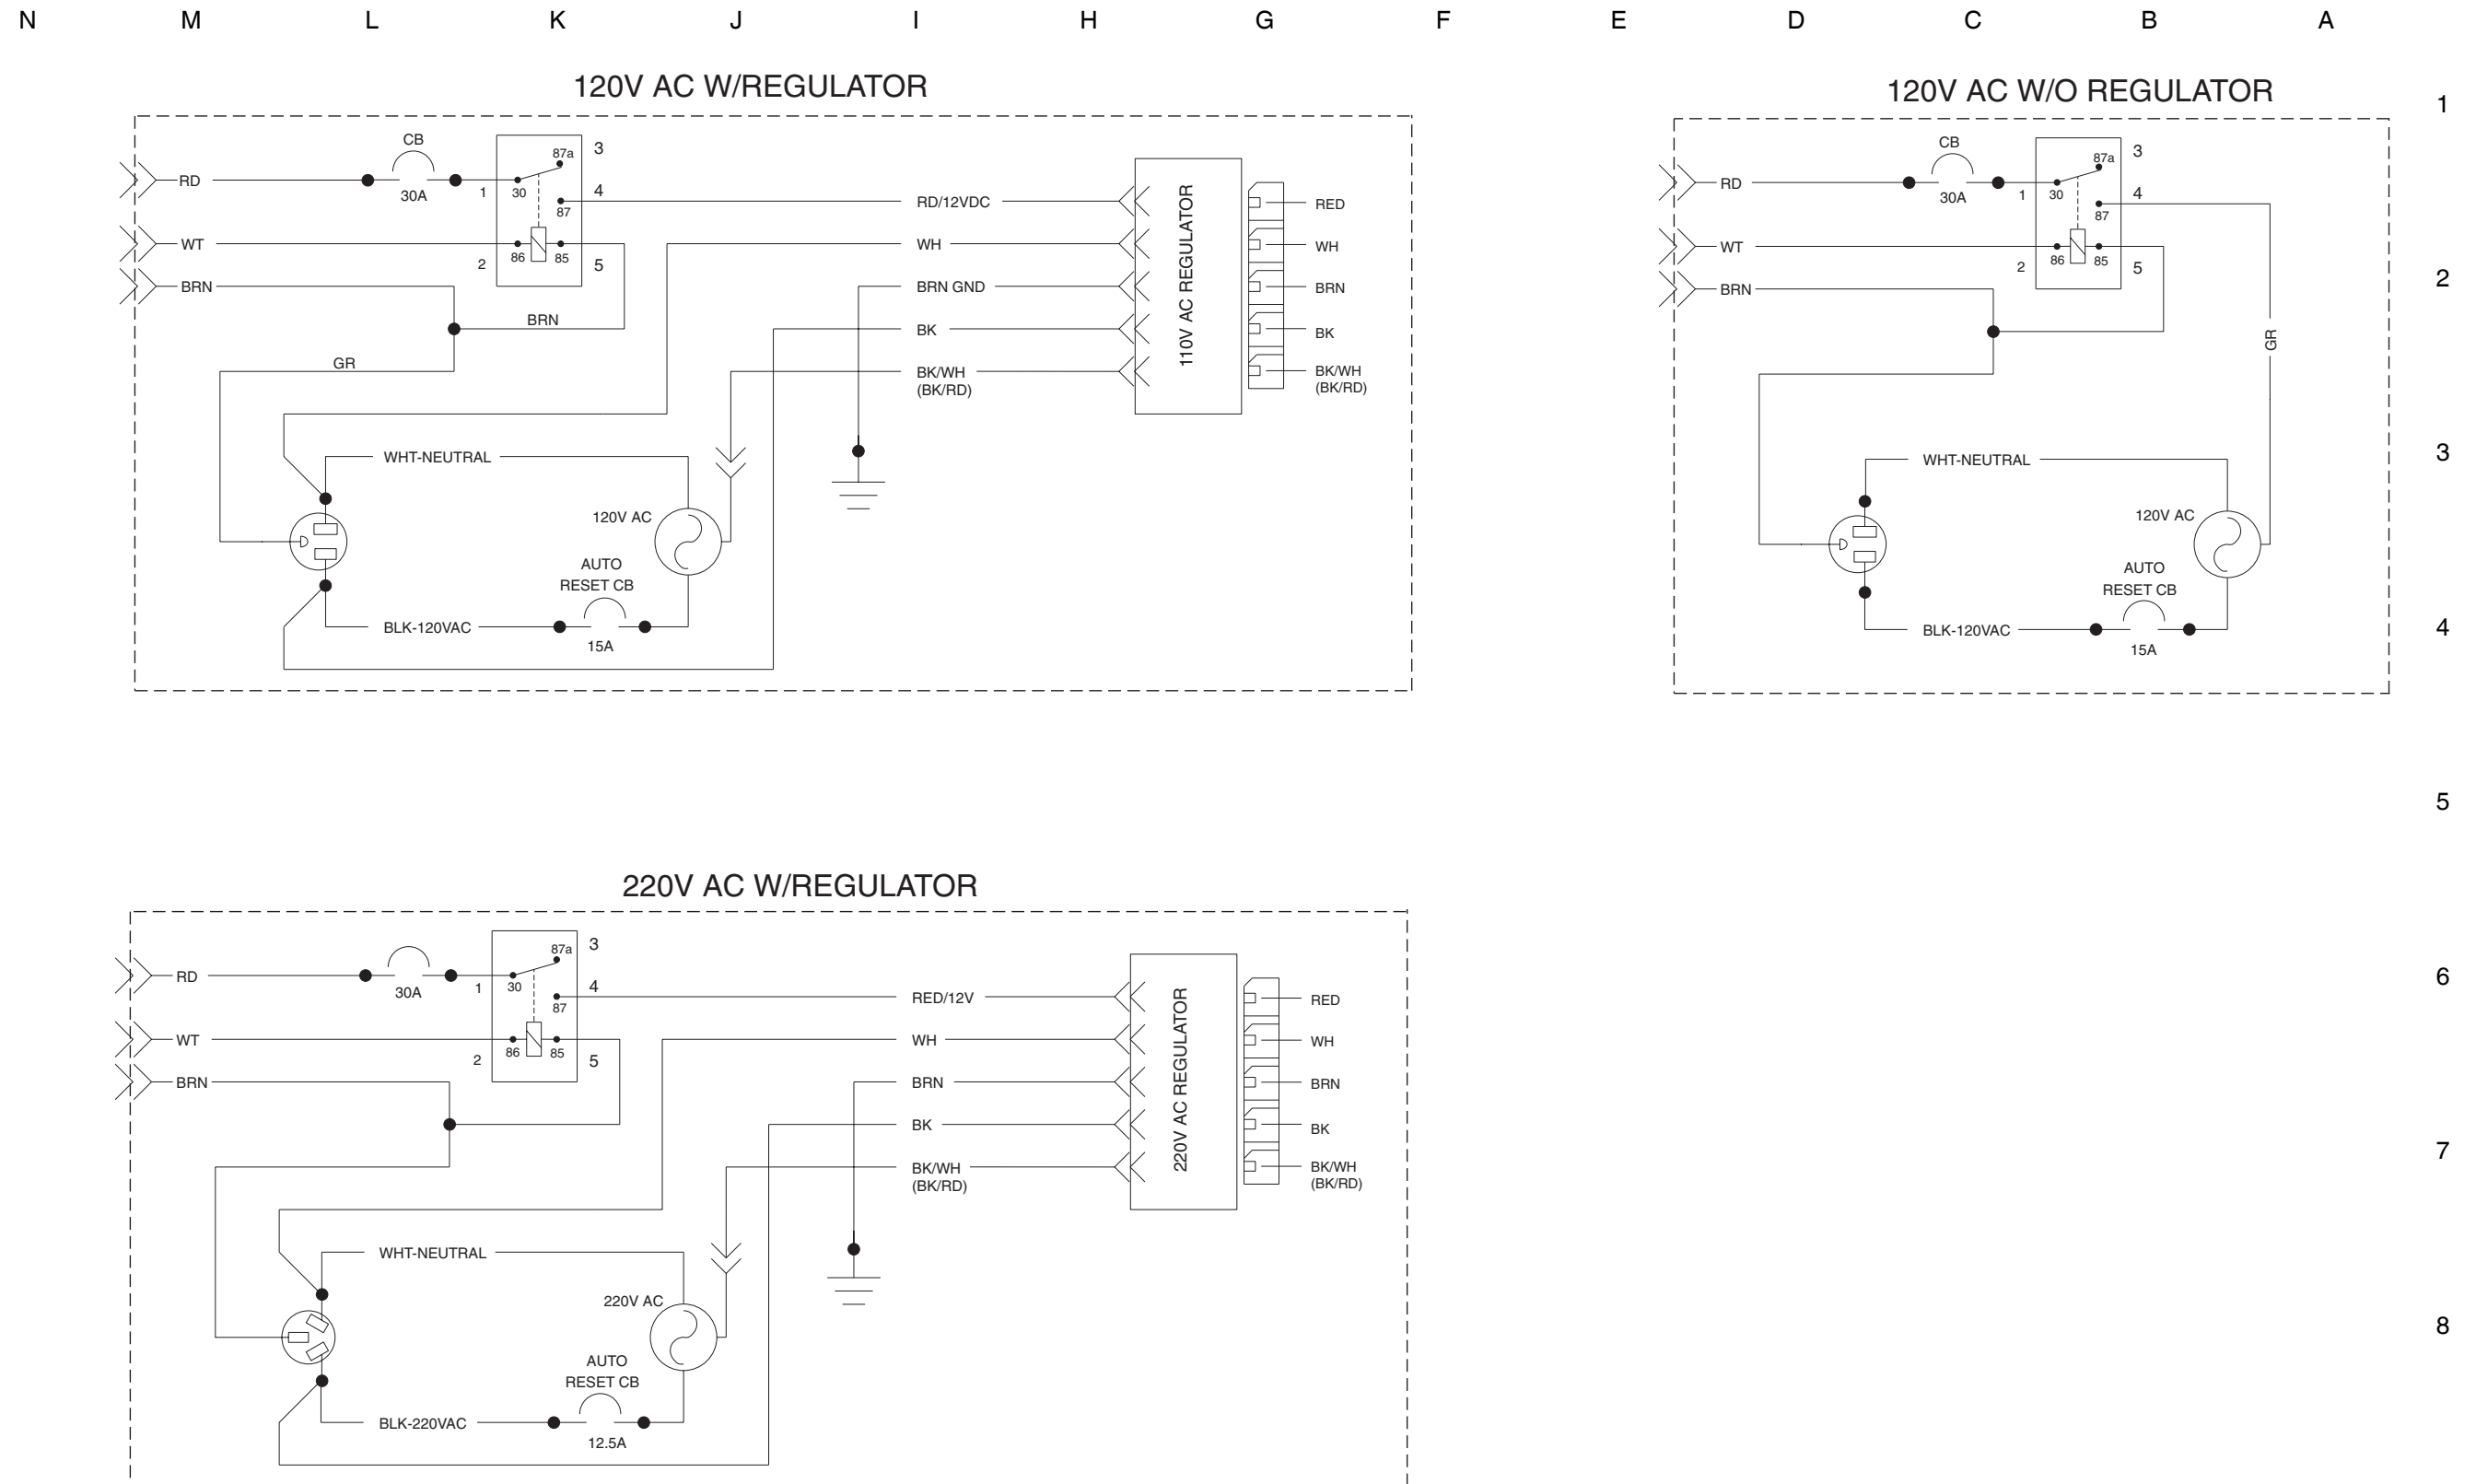 N M L K J I H G F E D C B A
120V AC W/REGULATOR
CB
30A
RD
WT
BRN
1
2
3
4
5
87a
30
87
86
85
BRN
GR
RD/12VDC
WH
BRN GND
BK
BK/WH
(BK/RD)
110V AC REGULATOR
RED
WH
BRN
BK
BK/WH
(BK/RD)
WHT-NEUTRAL
120V AC
AUTO
RESET CB
15A
BLK-120VAC
120V AC W/O REGULATOR
CB
30A
RD
WT
BRN
1
2
3
4
5
87a
30
87
86
85
GR
WHT-NEUTRAL
120V AC
AUTO
RESET CB
15A
BLK-120VAC
1
2
3
4
5
6
7
8
220V AC W/REGULATOR
30A
RD
WT
BRN
1
2
3
4
5
87a
30
87
86
85
RED/12V
WH
BRN
BK
BK/WH
(BK/RD)
220V AC REGULATOR
RED
WH
BRN
BK
BK/WH
(BK/RD)
WHT-NEUTRAL
220V AC
AUTO
RESET CB
12.5A
BLK-220VAC